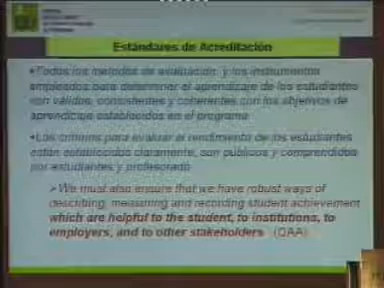 Estándares de Acreditación
•Todos los metodos de evaluación y los instrumentos
empleados para determinar el aprendizaje de los estudiantes
son válidos, consistentes y coherentes con los objetivos de
aprendizaje establecidos en el programa
•Los criterios para evaluar el rendimiento de los estudiantes
están establecidos claramente, son públicos y comprendidos
por estudiantes y profesorado
➢We must also ensure that we have robust ways of
describing, measuring and recording student achievement
which are helpful to the student, to institutions, to
employers, and to other stakeholders (QAA)